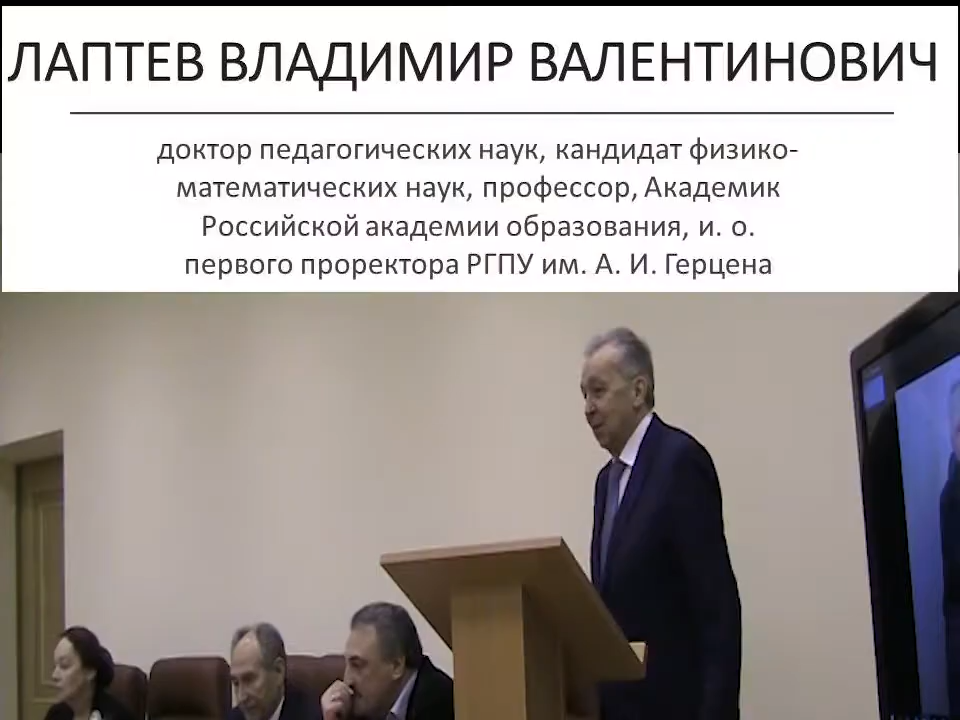 ЛАПТЕВ ВЛАДИМИР ВАЛЕНТИНОВИЧ
доктор педагогических наук, кандидат физико-
математических наук, профессор, Академик
Российской академии образования, и. о.
первого проректора РГПУ им. А. И. Герцена